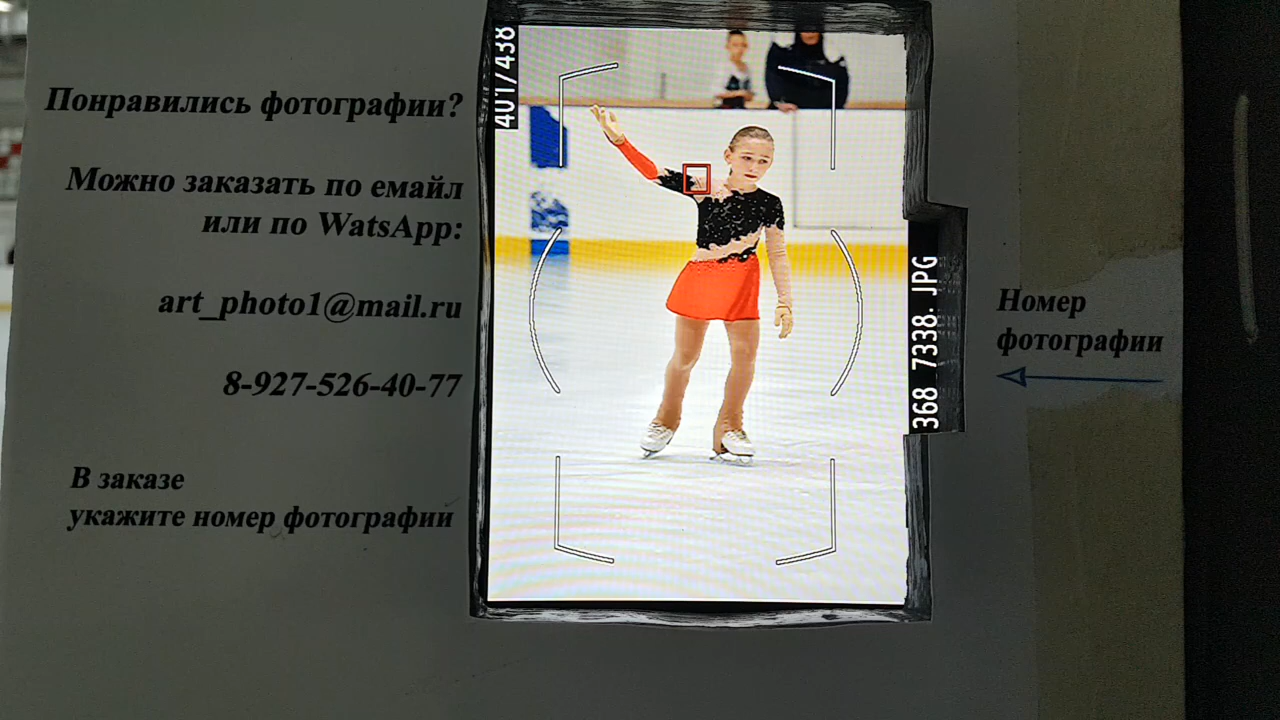 Понравились фотографии?
Можно заказать по емайл
или по WatsApp:
art_photo1@mail.ru
8-927-526-40-77
В заказе
укажите номер фотографии
401/438
368 7338. JPG
Номер
фотографии